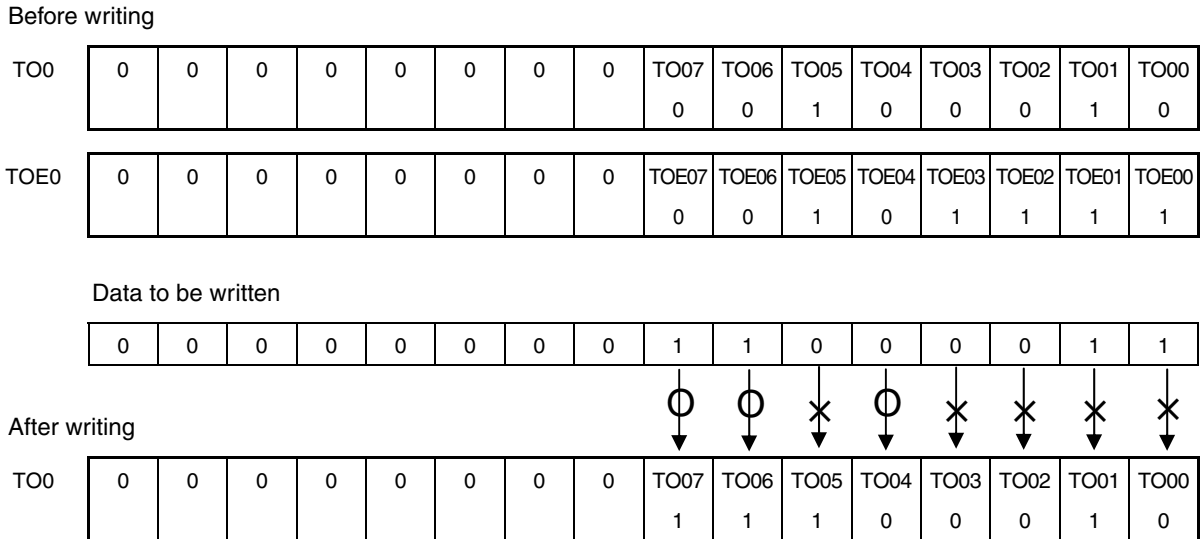 Before writing
TO0 0 0 0 0 0 0 0 0 TO07 TO06 TO05 TO04 TO03 TO02 TO01 TO00
0 0 1 0 0 0 1 0
TOE0 0 0 0 0 0 0 0 0 TOE07 TOE06 TOE05 TOE04 TOE03 TOE02 TOE01 TOE00
0 0 1 0 1 1 1 1
Data to be written
0 0 0 0 0 0 0 0 1 1 0 0 0 0 1 1
O O × O × × × ×
After writing
TO0 0 0 0 0 0 0 0 0 TO07 TO06 TO05 TO04 TO03 TO02 TO01 TO00
1 1 1 0 0 0 1 0